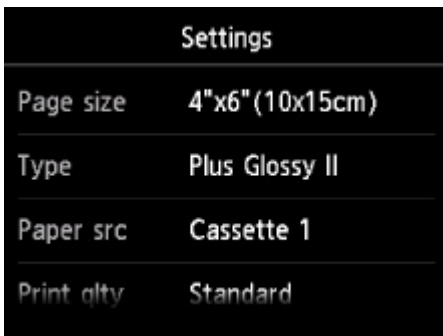 Settings
Page size 4"x6"(10x15cm)
Type Plus Glossy II
Paper src Cassette 1
Print qlty Standard